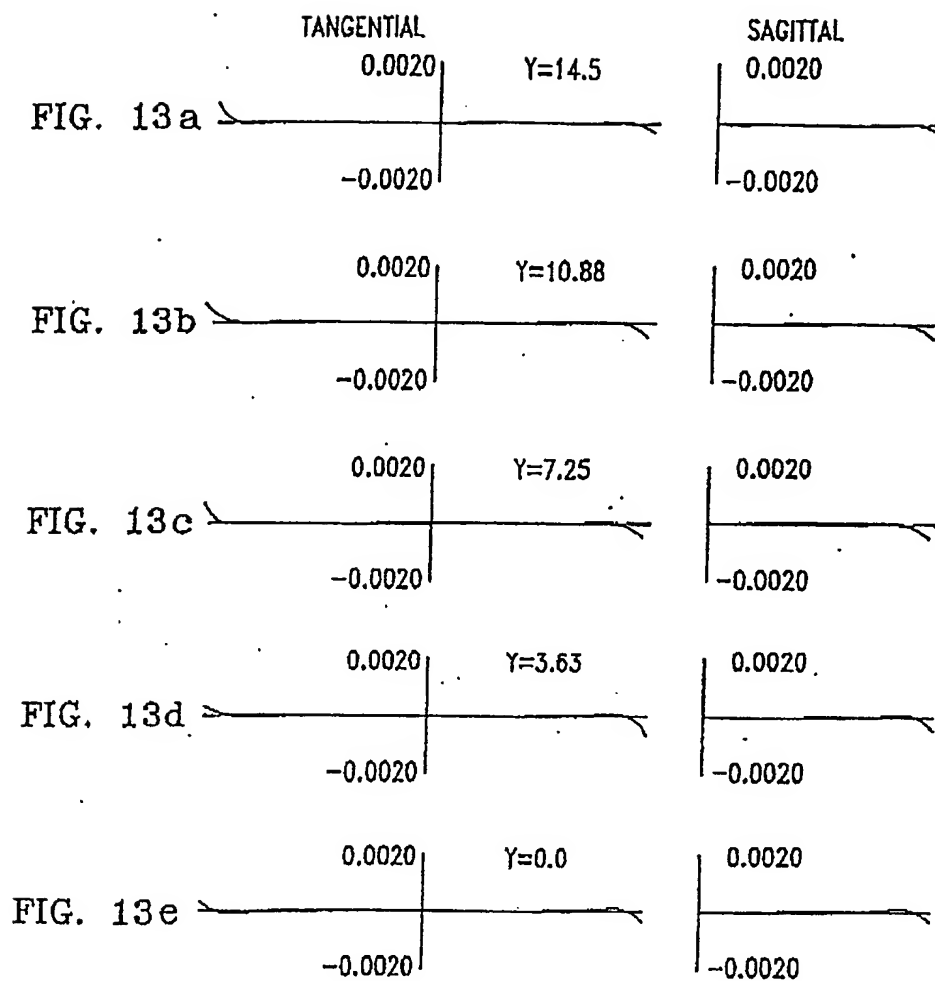 TANGENTIAL SAGITTAL
0.0020 Y=14.5 0.0020
FIG. 13a
-0.0020 -0.0020
0.0020 Y=10.88 0.0020
FIG. 13b
-0.0020 -0.0020
0.0020 Y=7.25 0.0020
FIG. 13c
-0.0020 -0.0020
0.0020 Y=3.63 0.0020
FIG. 13d
-0.0020 -0.0020
0.0020 Y=0.0 0.0020
FIG. 13e
-0.0020 -0.0020